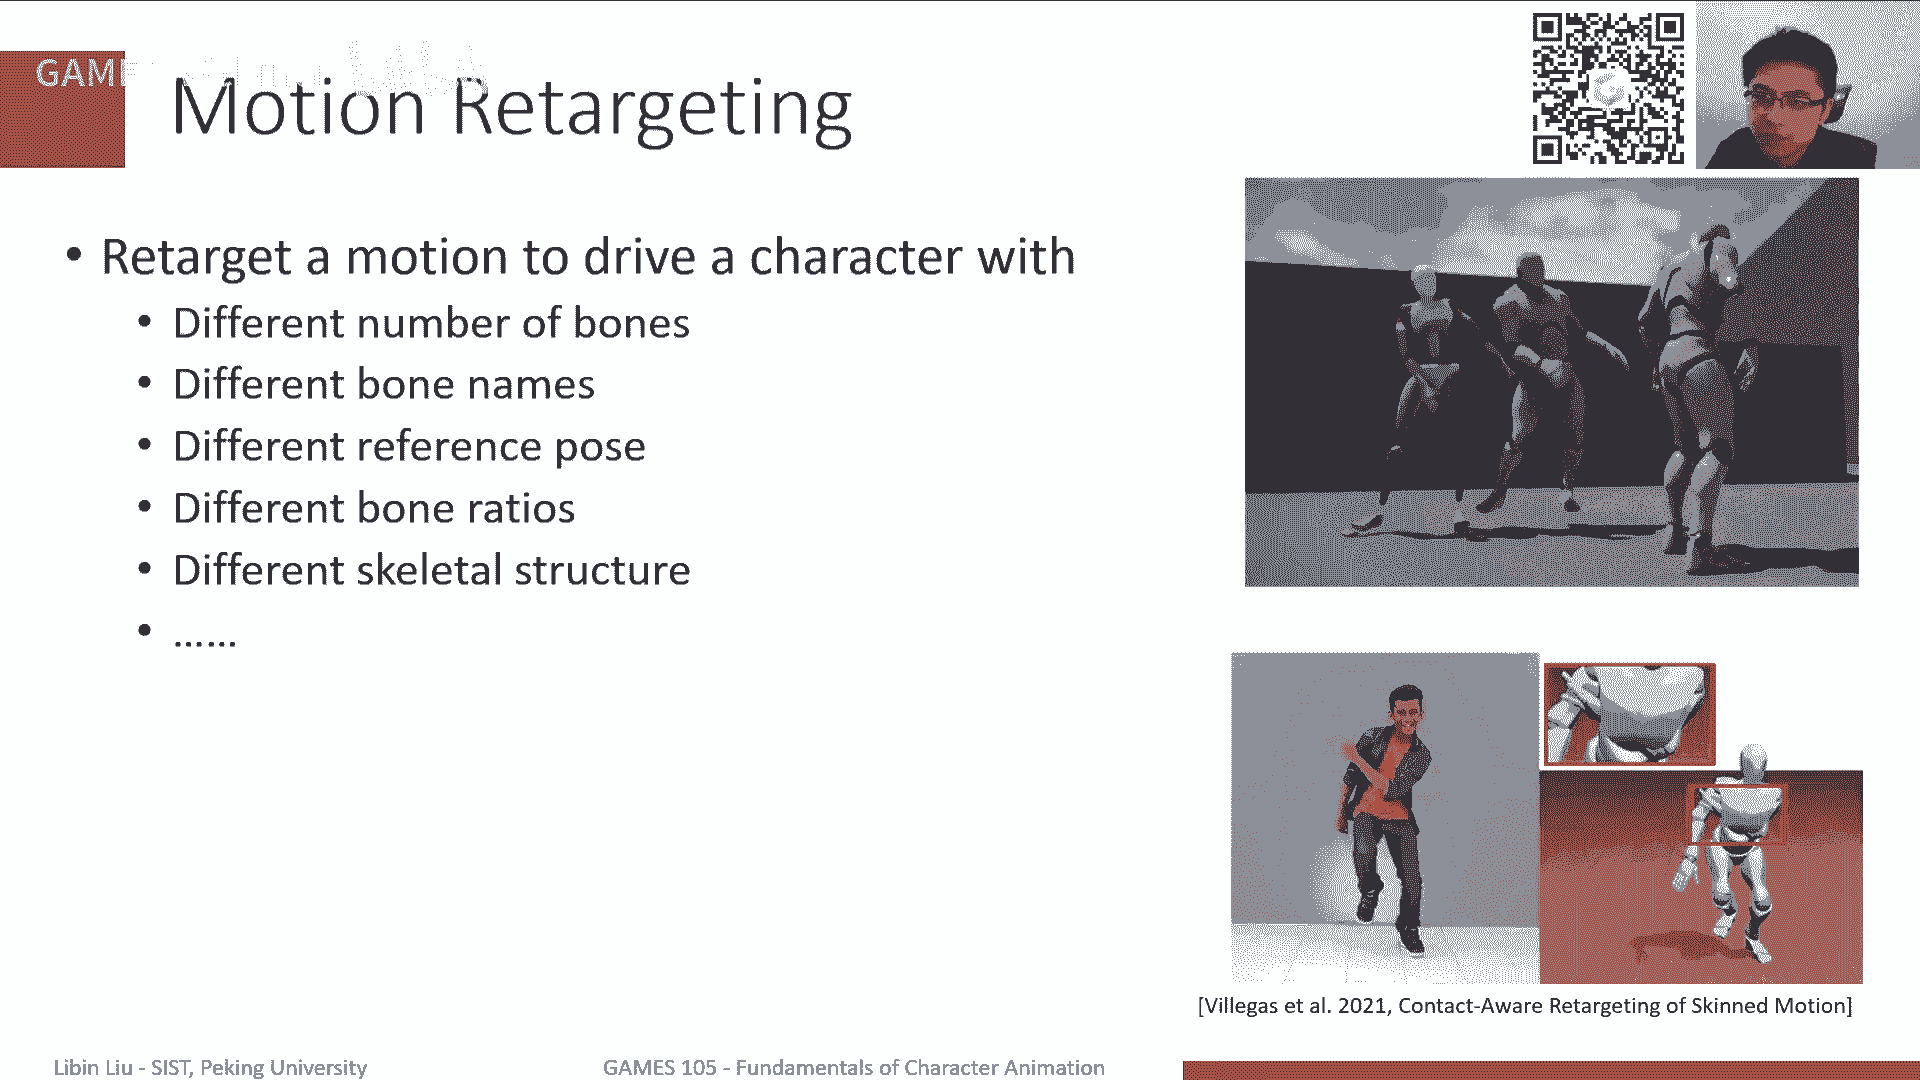 GAM
Motion Retargeting
• Retarget a motion to drive a character with
• Different number of bones
• Different bone names
• Different reference pose
• Different bone ratios
• Different skeletal structure
• ......
[Villegas et al. 2021, Contact-Aware Retargeting of Skinned Motion]
Libin Liu - SIST, Peking University
GAMES 105 - Fundamentals of Character Animation